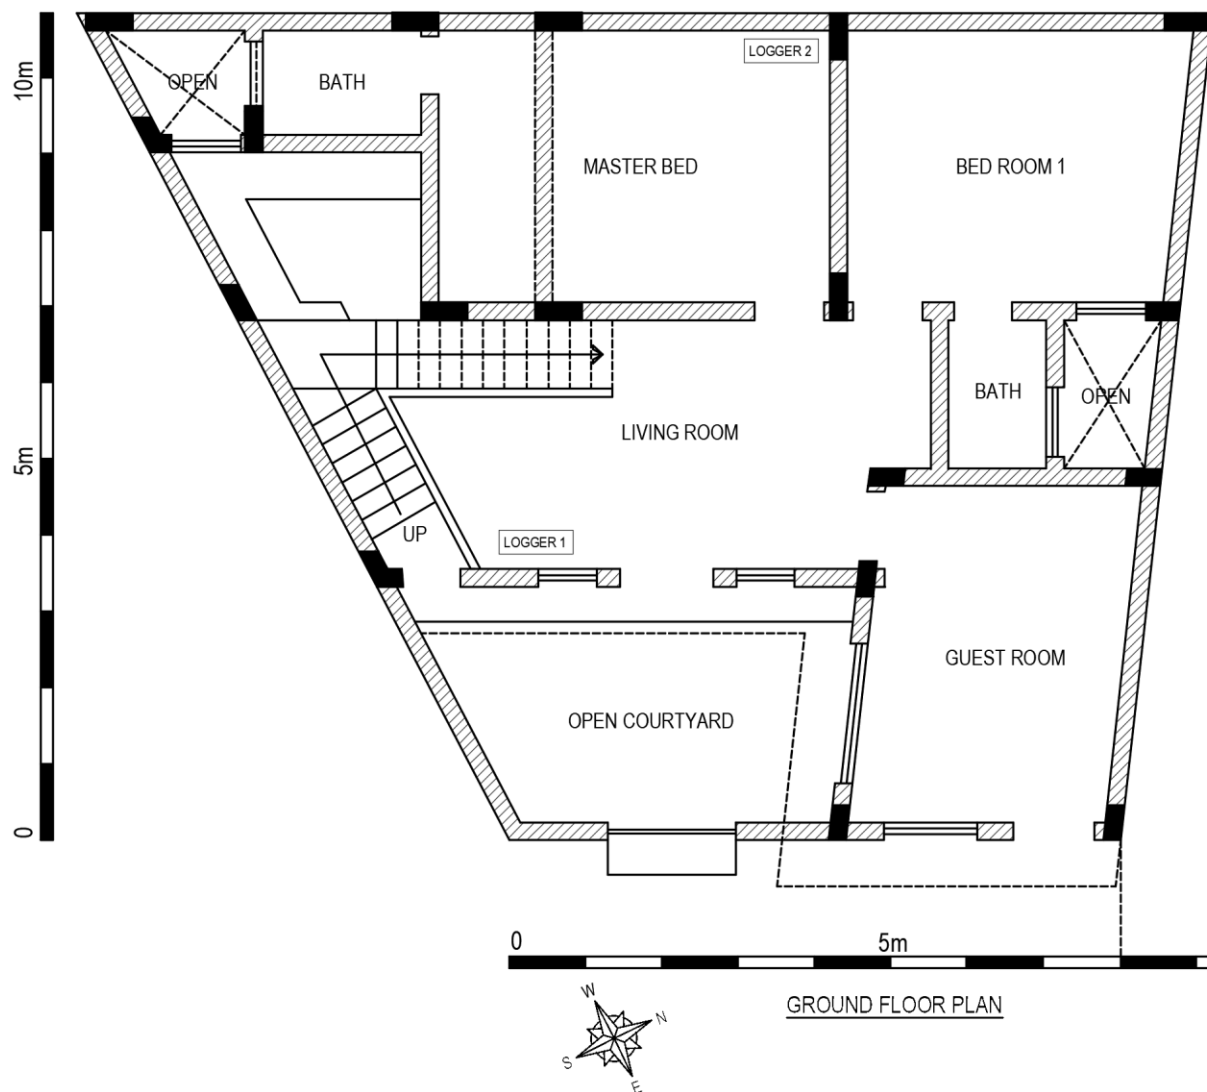 10m
5m
0
OPEN
BATH
LOGGER 2
MASTER BED
BED ROOM 1
LIVING ROOM
BATH
OPEN
UP
LOGGER 1
GUEST ROOM
OPEN COURTYARD
0
5m
GROUND FLOOR PLAN
W
N
S
E